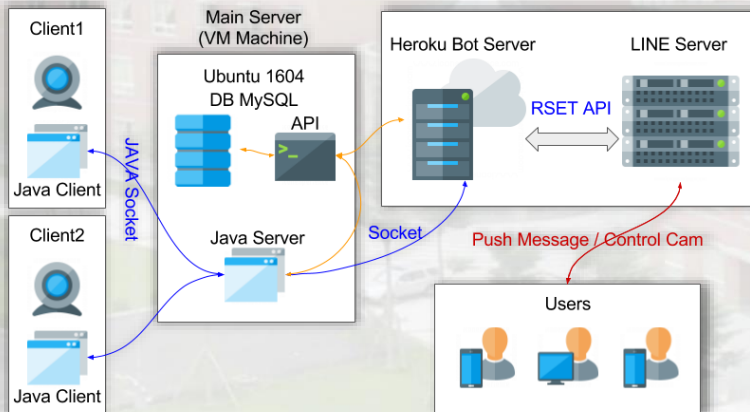 Client1
Java Client
Client2
Java Client
JAVA Socket
Main Server
(VM Machine)
Ubuntu 1604
DB MySQL
API
>_
Java Server
Socket
Heroku Bot Server
LINE Server
RSET API
Push Message / Control Cam
Users